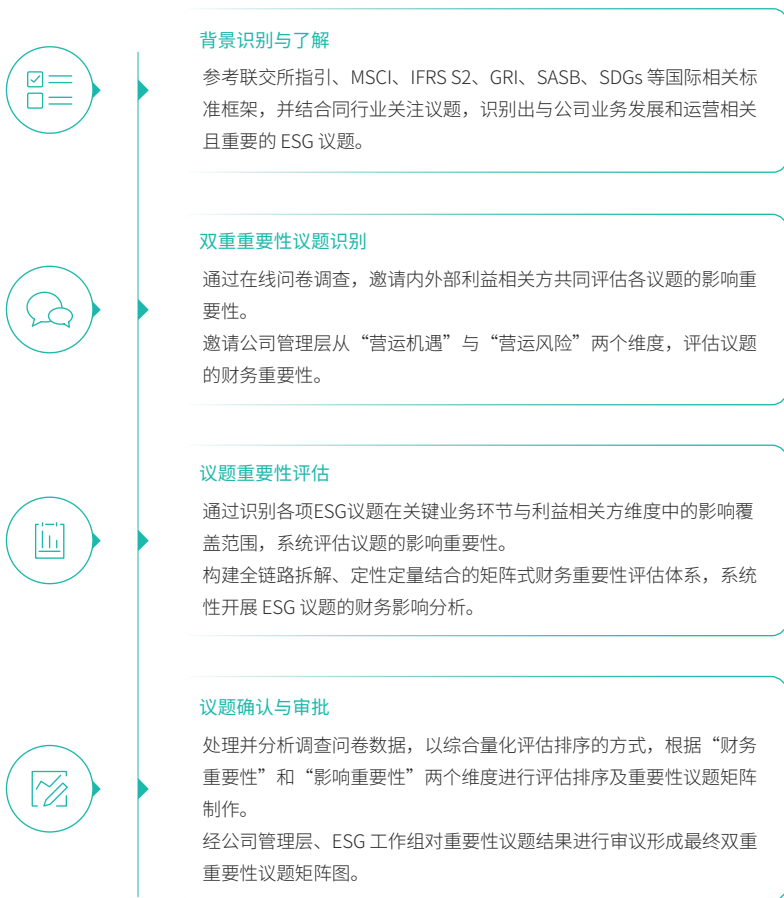 背景识别与了解
参考联交所指引、MSCI、IFRS S2、GRI、SASB、SDGs 等国际相关标
准框架，并结合同行业关注议题，识别出与公司业务发展和运营相关
且重要的 ESG 议题。
双重重要性议题识别
通过在线问卷调查，邀请内外部利益相关方共同评估各议题的影响重
要性。
邀请公司管理层从“营运机遇”与“营运风险”两个维度，评估议题
的财务重要性。
议题重要性评估
通过识别各项ESG议题在关键业务环节与利益相关方维度中的影响覆
盖范围，系统评估议题的影响重要性。
构建全链路拆解、定性定量结合的矩阵式财务重要性评估体系，系统
性开展 ESG 议题的财务影响分析。
议题确认与审批
处理并分析调查问卷数据，以综合量化评估排序的方式，根据“财务
重要性”和“影响重要性”两个维度进行评估排序及重要性议题矩阵
制作。
经公司管理层、ESG 工作组对重要性议题结果进行审议形成最终双重
重要性议题矩阵图。